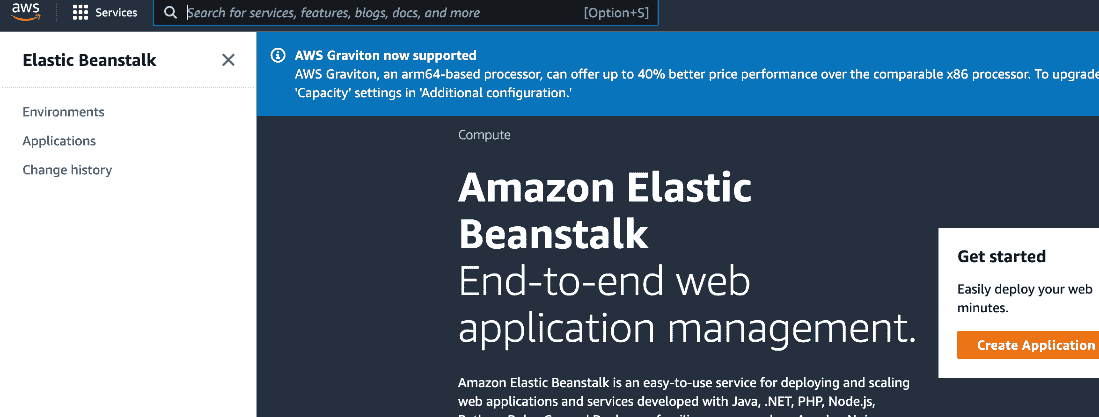 aws
Services
Search for services, features, blogs, docs, and more
[Option+S]
Elastic Beanstalk
Environments
Applications
Change history
AWS Graviton now supported
AWS Graviton, an arm64-based processor, can offer up to 40% better price performance over the comparable x86 processor. To upgrade
'Capacity' settings in 'Additional configuration.'
Compute
Amazon Elastic
Beanstalk
End-to-end web
application management.
Get started
Easily deploy your web
minutes.
Create Application
Amazon Elastic Beanstalk is an easy-to-use service for deploying and scaling
web applications and services developed with Java, .NET, PHP, Node.js,